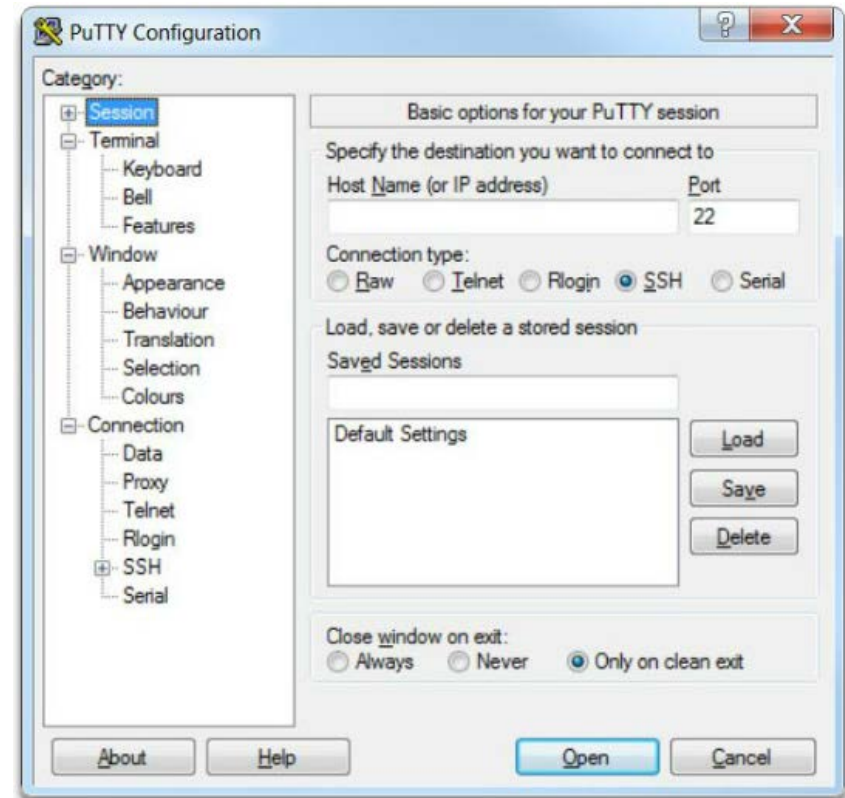 PuTTY Configuration
Category:
Session
Terminal
Keyboard
Bell
Features
Window
Appearance
Behaviour
Translation
Selection
Colours
Connection
Data
Proxy
Telnet
Rlogin
SSH
Serial
Basic options for your PuTTY session
Specify the destination you want to connect to
Host Name (or IP address) Port
22
Connection type:
Raw Telnet Rlogin SSH Serial
Load, save or delete a stored session
Saved Sessions
Default Settings
Load
Save
Delete
Close window on exit:
Always Never Only on clean exit
About Help Open Cancel